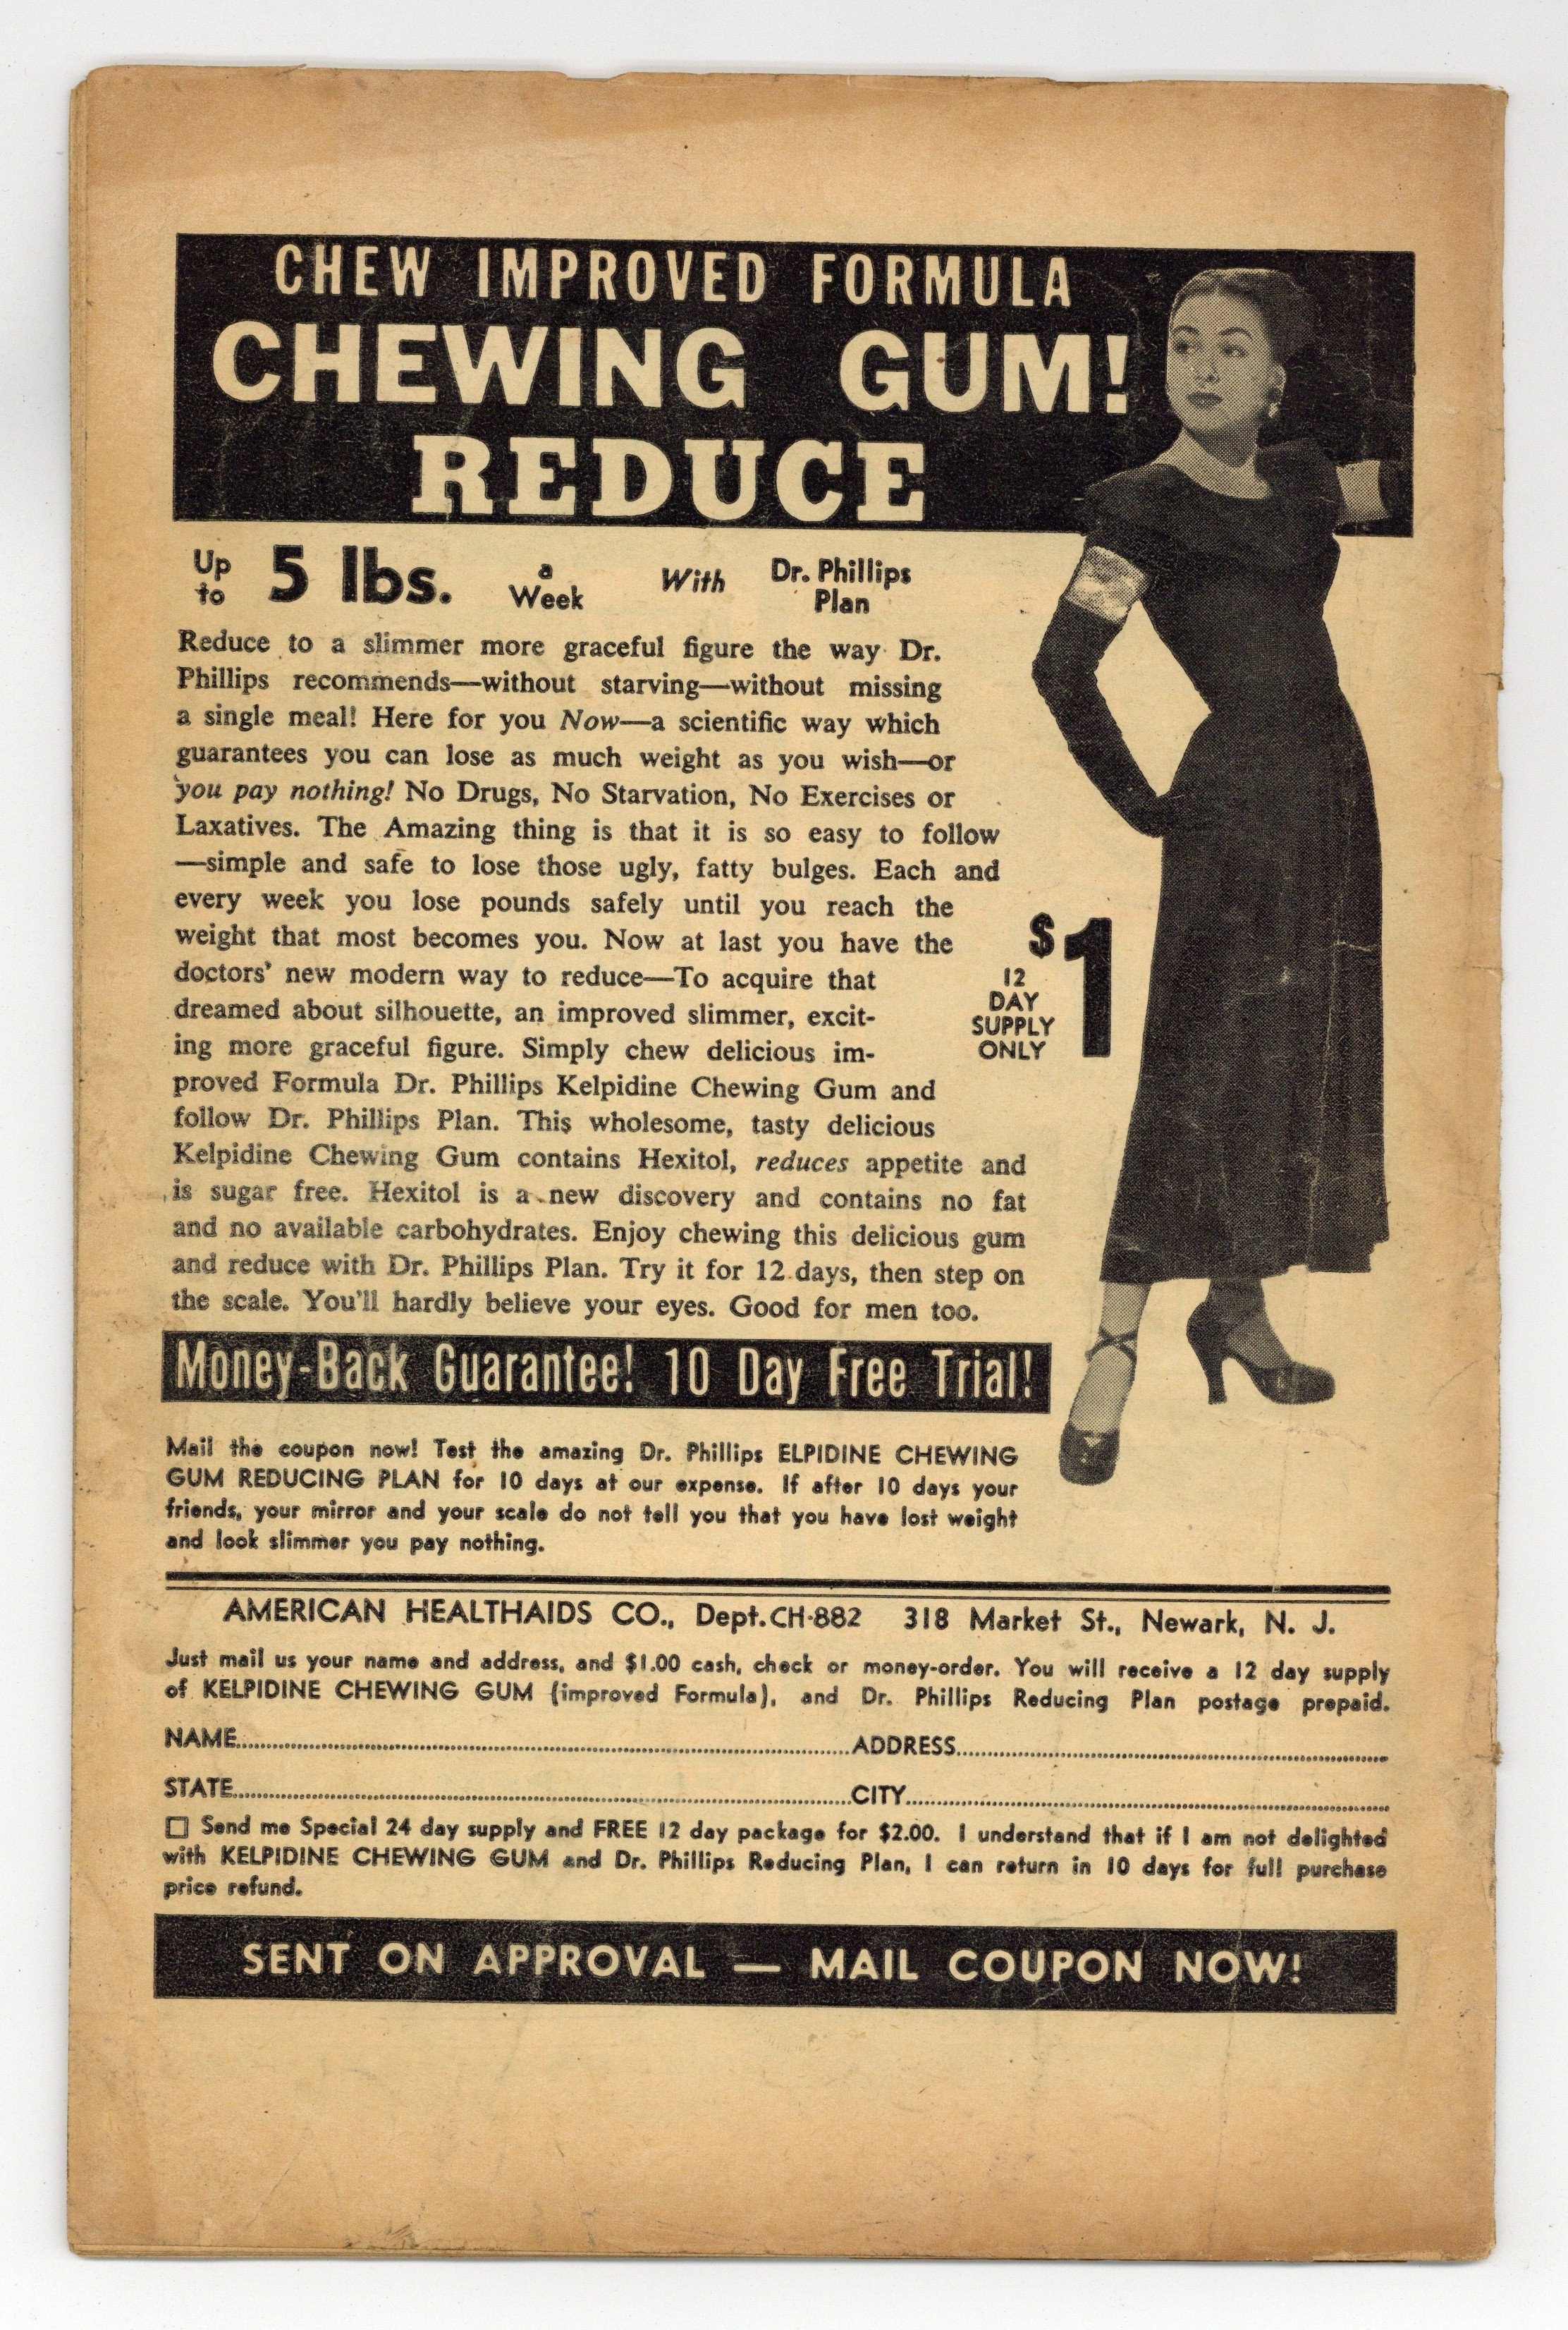 CHEW IMPROVED FORMULA
CHEWING GUM!
REDUCE
Up to 5 lbs. a Week With Dr. Phillips Plan
Reduce to a slimmer more graceful figure the way Dr.
Phillips recommends—without starving—without missing
a single meal! Here for you Now—a scientific way which
guarantees you can lose as much weight as you wish—or
you pay nothing! No Drugs, No Starvation, No Exercises or
Laxatives. The Amazing thing is that it is so easy to follow
—simple and safe to lose those ugly, fatty bulges. Each and
every week you lose pounds safely until you reach the
weight that most becomes you. Now at last you have the
doctors' new modern way to reduce—To acquire that
dreamed about silhouette, an improved slimmer, excit-
ing more graceful figure. Simply chew delicious im-
proved Formula Dr. Phillips Kelpidine Chewing Gum and
follow Dr. Phillips Plan. This wholesome, tasty delicious
Kelpidine Chewing Gum contains Hexitol, reduces appetite and
is sugar free. Hexitol is a new discovery and contains no fat
and no available carbohydrates. Enjoy chewing this delicious gum
and reduce with Dr. Phillips Plan. Try it for 12 days, then step on
the scale. You'll hardly believe your eyes. Good for men too.
$1
12
DAY
SUPPLY
ONLY
Money-Back Guarantee! 10 Day Free Trial!
Mail the coupon now! Test the amazing Dr. Phillips ELPIDINE CHEWING
GUM REDUCING PLAN for 10 days at our expense. If after 10 days your
friends, your mirror and your scale do not tell you that you have lost weight
and look slimmer you pay nothing.
AMERICAN HEALTHAIDS CO., Dept. CH-882 318 Market St., Newark, N. J.
Just mail us your name and address, and $1.00 cash, check or money-order. You will receive a 12 day supply
of KELPIDINE CHEWING GUM (improved Formula), and Dr. Phillips Reducing Plan postage prepaid.
NAME ADDRESS
STATE CITY
☐ Send me Special 24 day supply and FREE 12 day package for $2.00. I understand that if I am not delighted
with KELPIDINE CHEWING GUM and Dr. Phillips Reducing Plan, I can return in 10 days for full purchase
price refund.
SENT ON APPROVAL — MAIL COUPON NOW!